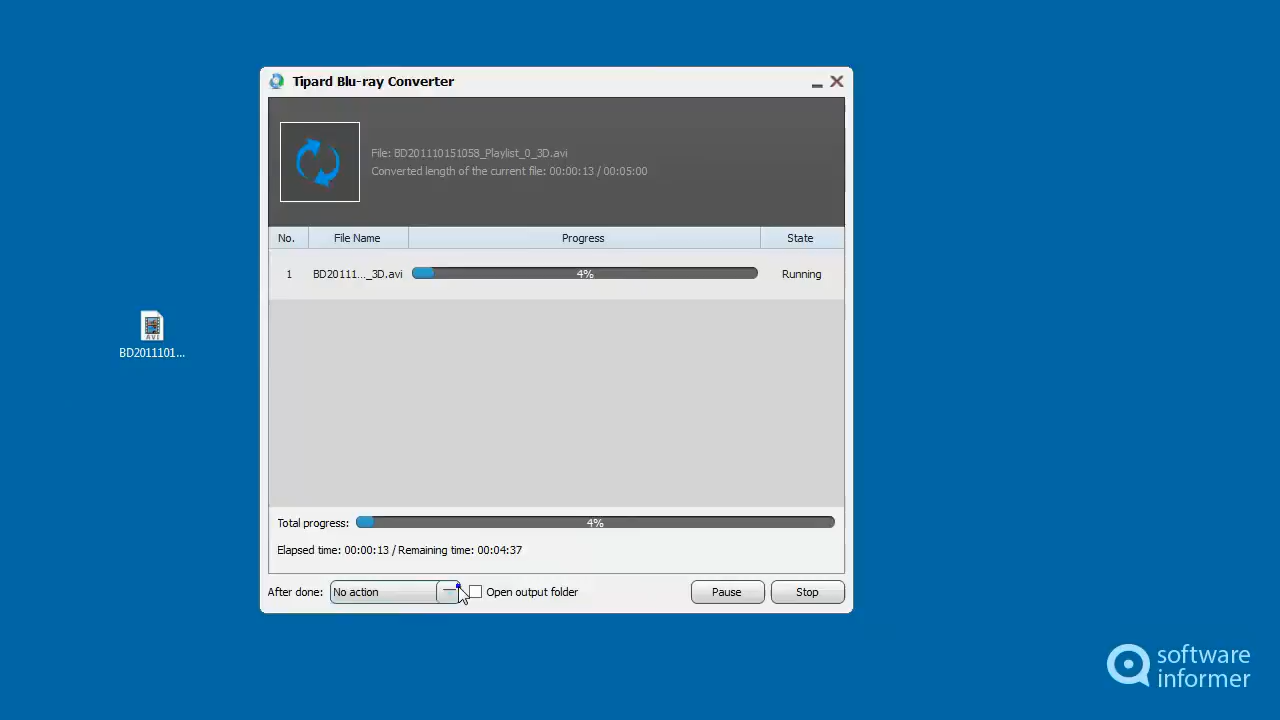 Tipard Blu-ray Converter
File: BD201110151058_Playlist_0_3D.avi
Converted length of the current file: 00:00:13 / 00:05:00
No. File Name Progress State
1 BD20111..._3D.avi 4% Running
AVI
BD2011101...
Total progress: 4%
Elapsed time: 00:00:13 / Remaining time: 00:04:37
After done: No action Open output folder Pause Stop
software
informer